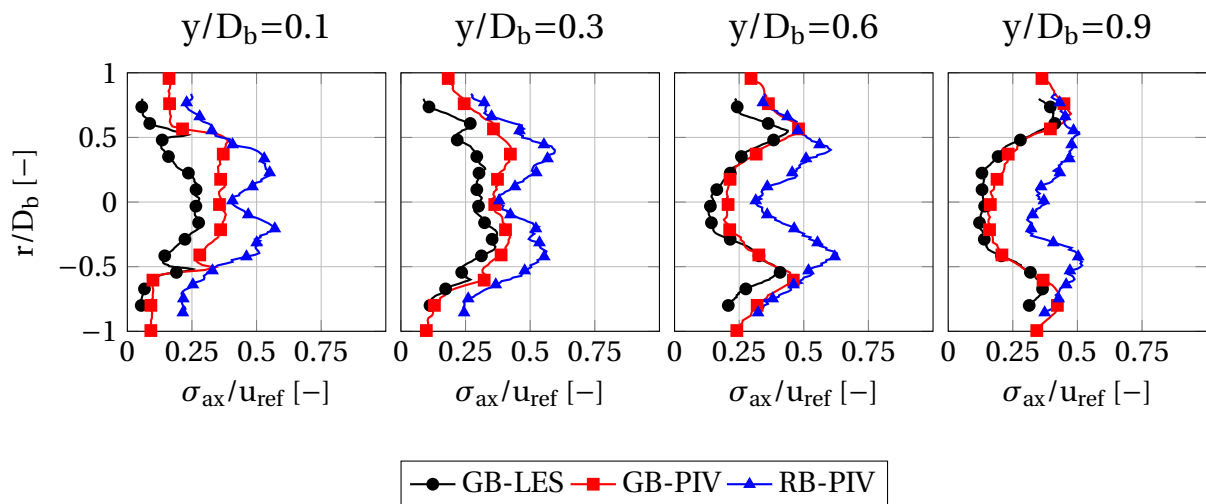 y/D_b=0.1 y/D_b=0.3 y/D_b=0.6 y/D_b=0.9
r/D_b [−]
1
0.5
0
−0.5
−1
0 0.25 0.5 0.75 0 0.25 0.5 0.75 0 0.25 0.5 0.75 0 0.25 0.5 0.75
σ_ax/u_ref [−] σ_ax/u_ref [−] σ_ax/u_ref [−] σ_ax/u_ref [−]
GB-LES GB-PIV RB-PIV